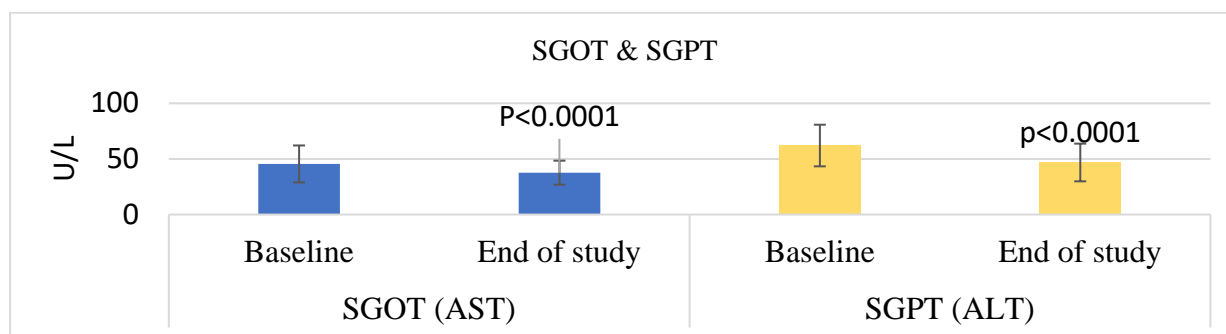 SGOT & SGPT
U/L
100
50
0
P<0.0001
p<0.0001
Baseline
End of study
Baseline
End of study
SGOT (AST)
SGPT (ALT)